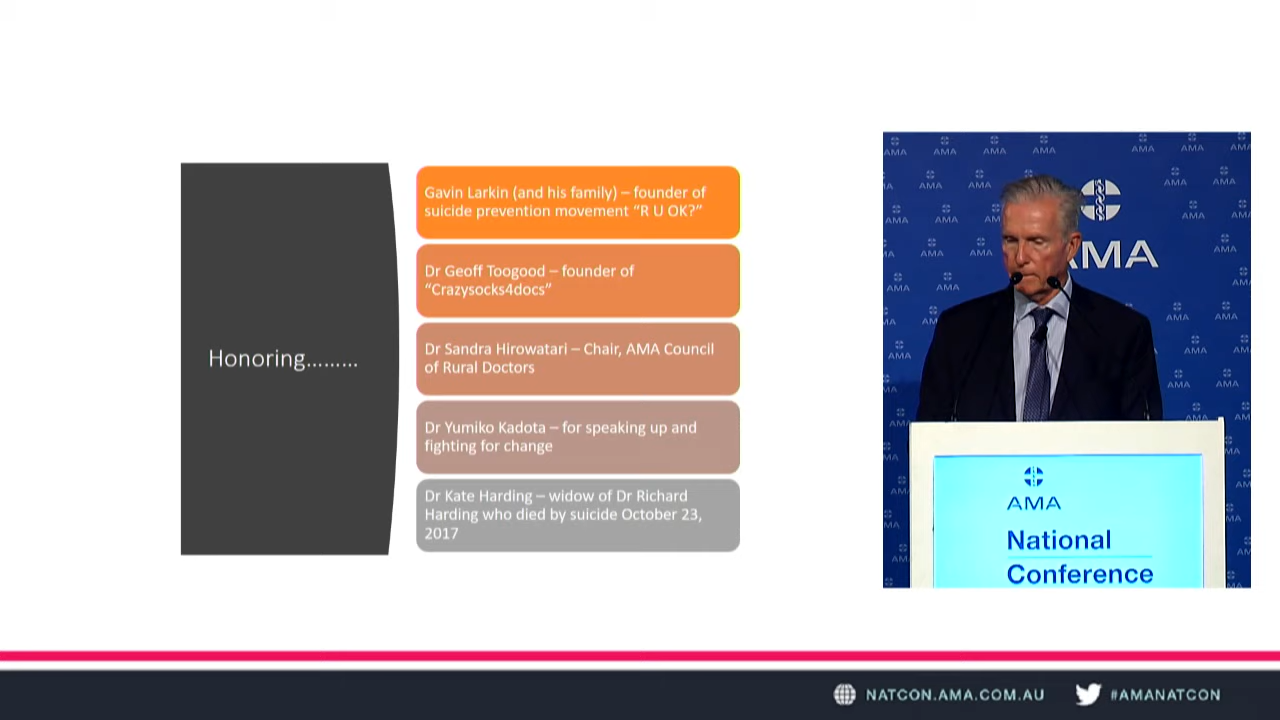 Honoring.........
Gavin Larkin (and his family) – founder of
suicide prevention movement “R U OK?”
Dr Geoff Toogood – founder of
“Crazysocks4docs”
Dr Sandra Hirowatari – Chair, AMA Council
of Rural Doctors
Dr Yumiko Kadota – for speaking up and
fighting for change
Dr Kate Harding – widow of Dr Richard
Harding who died by suicide October 23,
2017
AMA
AMA
National
Conference
NATCON.AMA.COM.AU
#AMANATCON